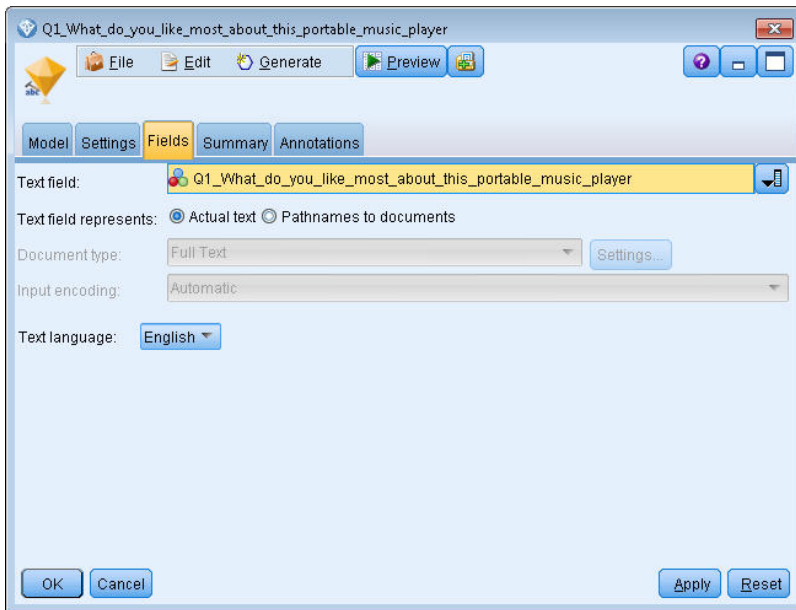 Q1_What_do_you_like_most_about_this_portable_music_player
File Edit Generate Preview
abc
Model Settings Fields Summary Annotations
Text field: Q1_What_do_you_like_most_about_this_portable_music_player
Text field represents: Actual text Pathnames to documents
Document type: Full Text Settings...
Input encoding: Automatic
Text language: English
OK Cancel Apply Reset